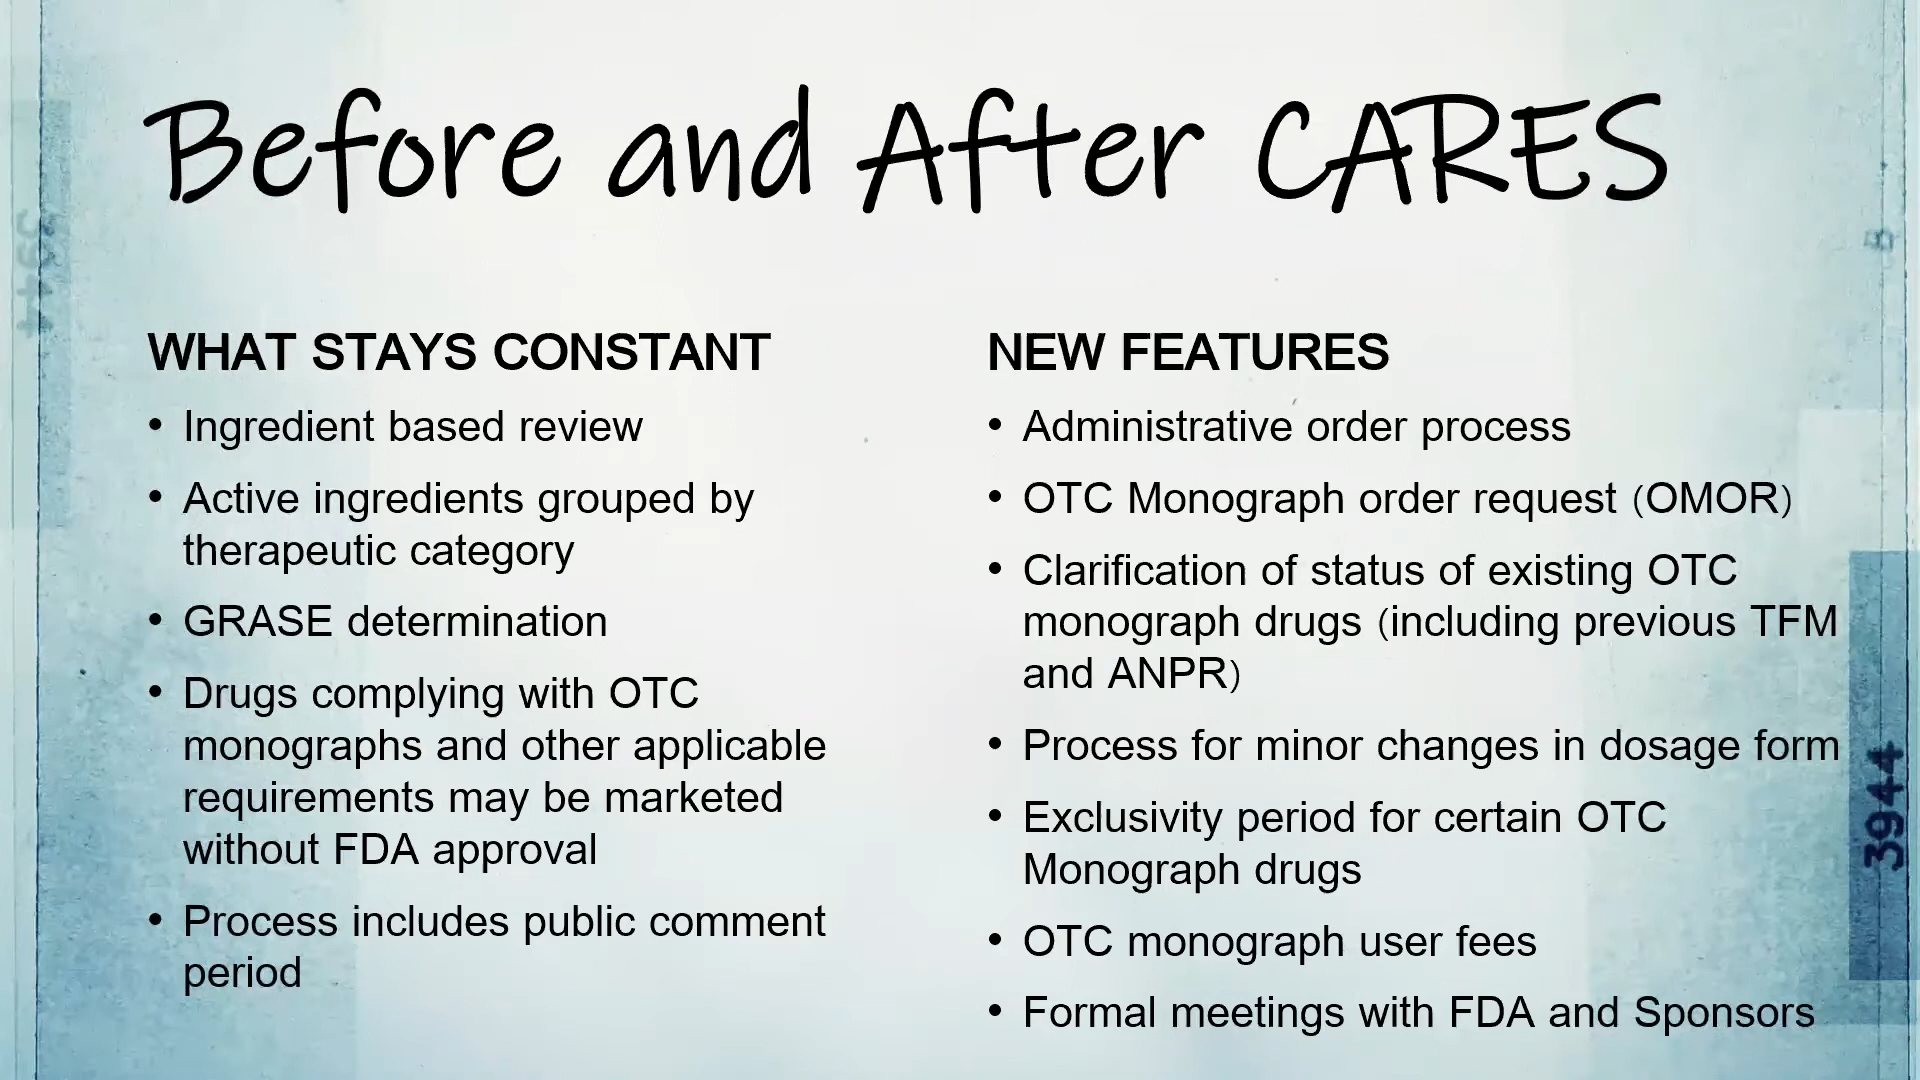 Before and After CARES
WHAT STAYS CONSTANT
• Ingredient based review
• Active ingredients grouped by
therapeutic category
• GRASE determination
• Drugs complying with OTC
monographs and other applicable
requirements may be marketed
without FDA approval
• Process includes public comment
period
NEW FEATURES
• Administrative order process
• OTC Monograph order request (OMOR)
• Clarification of status of existing OTC
monograph drugs (including previous TFM
and ANPR)
• Process for minor changes in dosage form
• Exclusivity period for certain OTC
Monograph drugs
• OTC monograph user fees
• Formal meetings with FDA and Sponsors
3944